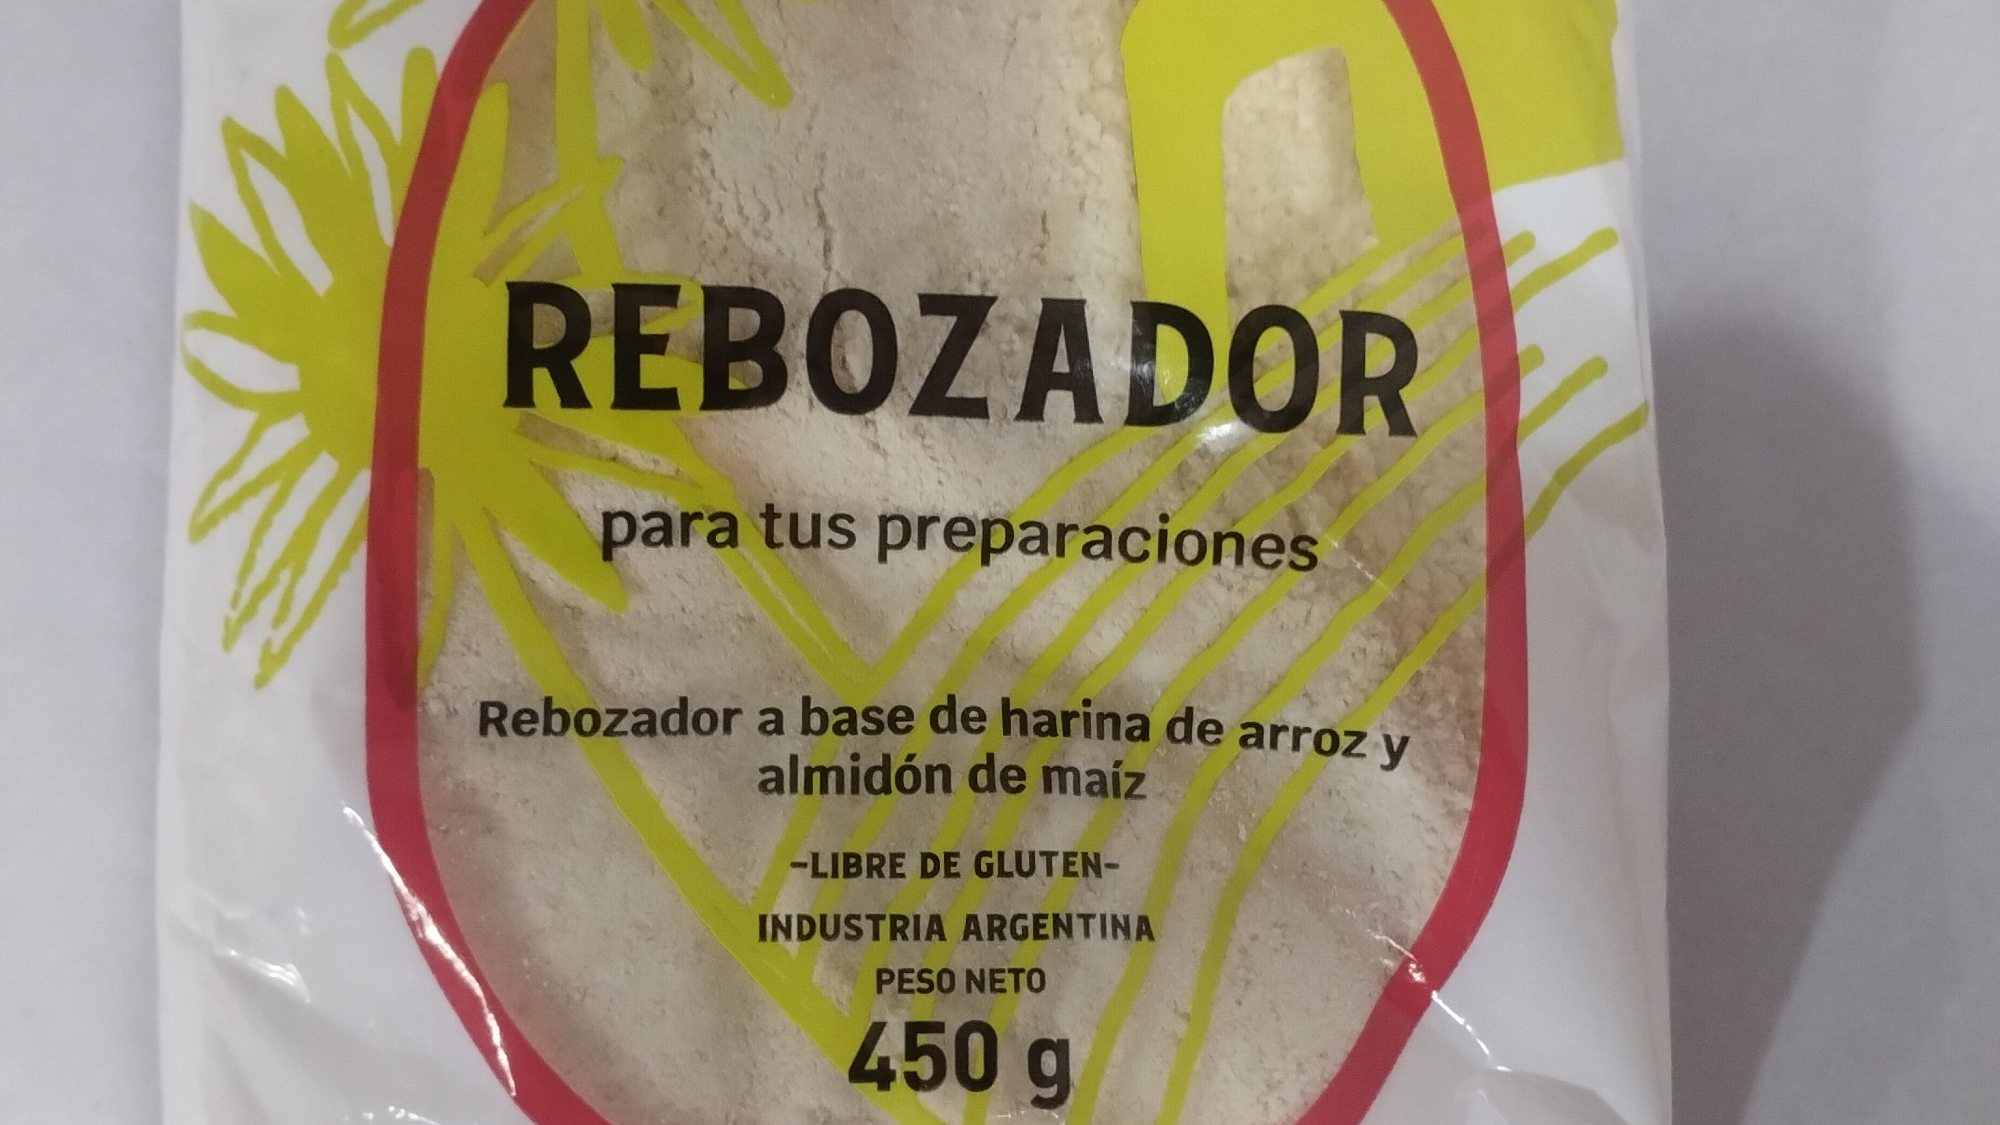 REBOZADOR
para tus preparaciones
Rebozador a base de harina de arroz y
almidón de maíz
-LIBRE DE GLUTEN-
INDUSTRIA ARGENTINA
PESO NETO
450 g